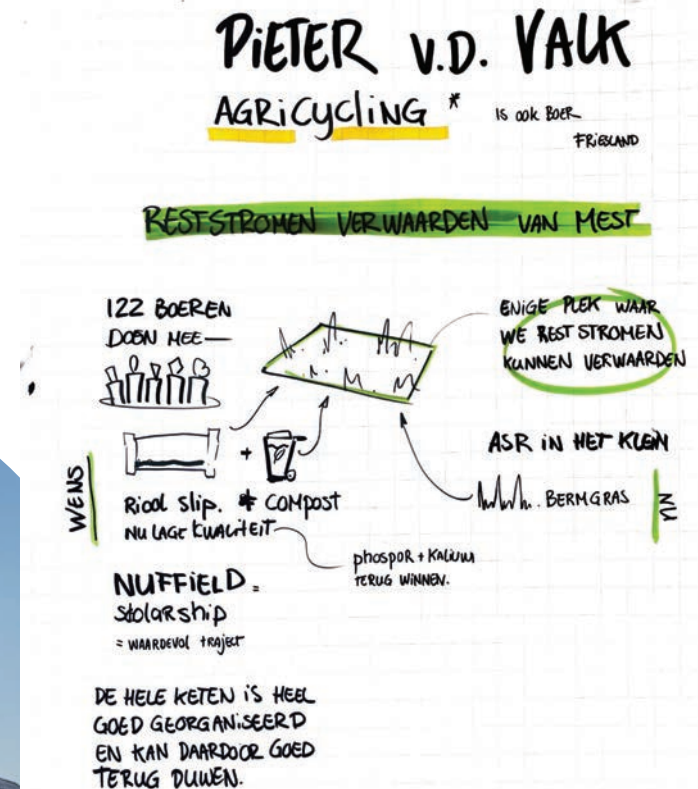 PiETER V.D. VALK
AGRiCYCliNG *
IS OOK BOER
FRIESLAND
RESTSTROMEN VERWAARDEN VAN MEST
122 BOEREN
DOEN MEE—
ENiGE PLEK WAAR
WE REST STROMEN
KUNNEN VERWAARDEN
+
ASR iN HET KLEiN
BERMGRAS
NU
WENS
Riool slip. * COMPOST
NU LAGE KWALiTEiT
phospoR + KALiUM
TERUG WiNNEN.
NUFFiELD =
StolaRship
= WAARDEVOl tRAjECT
DE HELE KETEN iS HEEL
GOED GEORGANiSEERD
EN KAN DAARDOOR GOED
TERUG DUWEN.